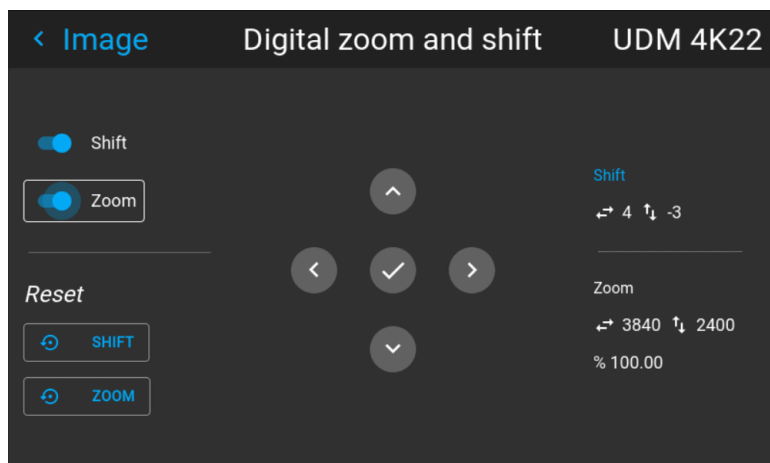 Image
Digital zoom and shift
UDM 4K22
Shift
Zoom
Reset
SHIFT
ZOOM
Shift
4 -3
Zoom
3840 2400
% 100.00